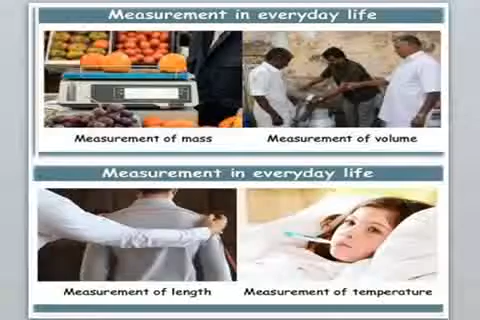 Measurement in everyday life
Measurement of mass
Measurement of volume
Measurement in everyday life
Measurement of length
Measurement of temperature